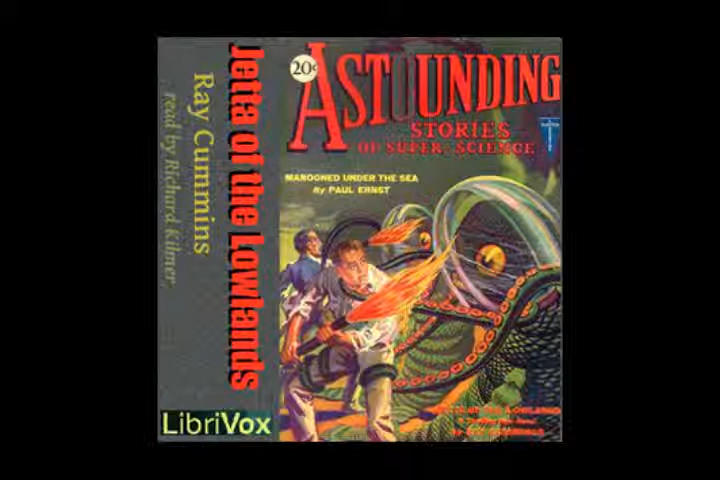 Jetta of the Lowlands
Ray Cummins
read by Richard Kilmer.
LibriVox
20¢
ASTOUNDING
STORIES
OF SUPER-SCIENCE
MAROONED UNDER THE SEA
By PAUL ERNST